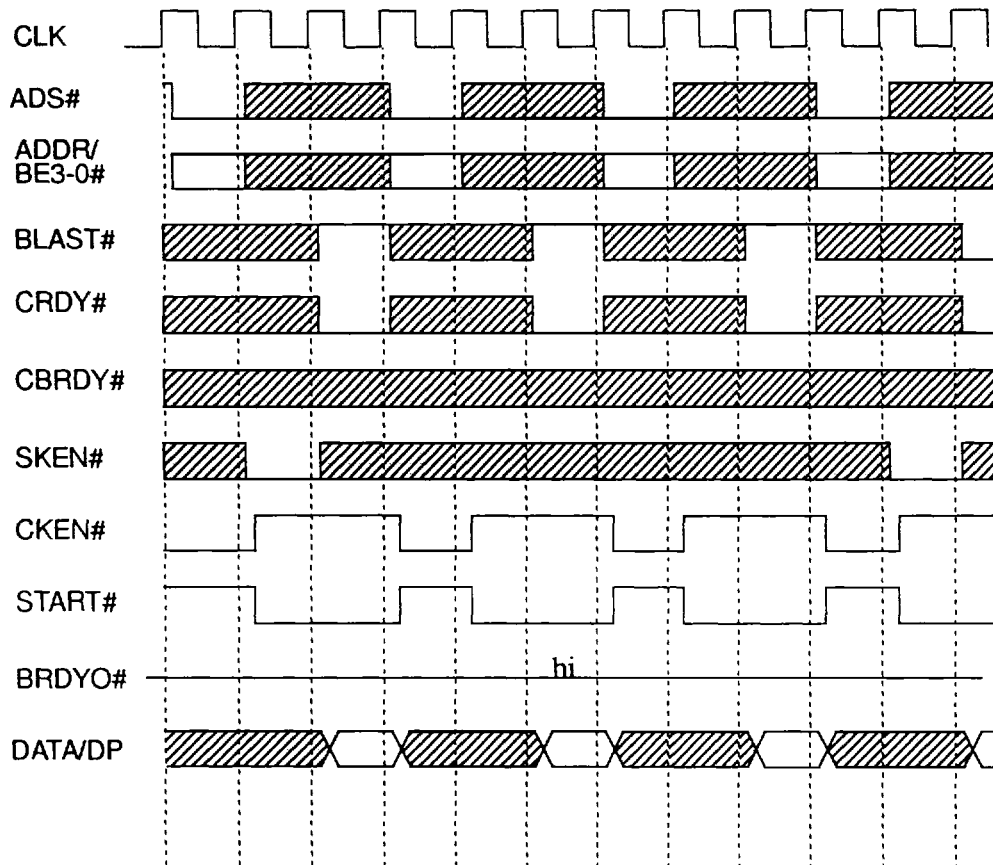 CLK
ADS#
ADDR/
BE3-0#
BLAST#
CRDY#
CBRDY#
SKEN#
CKEN#
START#
BRDYO#
hi
DATA/DP